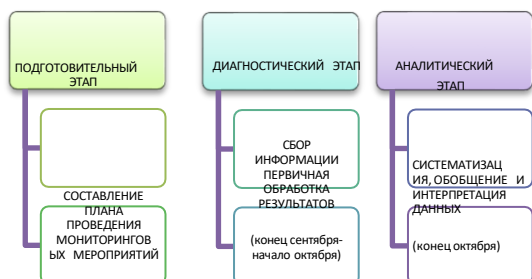 ПОДГОТОВИТЕЛЬНЫЙ
ЭТАП
СОСТАВЛЕНИЕ
ПЛАНА
ПРОВЕДЕНИЯ
МОНИТОРИНГОВ
ЫХ МЕРОПРИЯТИЙ
ДИАГНОСТИЧЕСКИЙ ЭТАП
СБОР
ИНФОРМАЦИИ
ПЕРВИЧНАЯ
ОБРАБОТКА
РЕЗУЛЬТАТОВ
(конец сентября-
начало октября)
АНАЛИТИЧЕСКИЙ
ЭТАП
СИСТЕМАТИЗАЦ
ИЯ, ОБОБЩЕНИЕ И
ИНТЕРПРЕТАЦИЯ
ДАННЫХ
(конец октября)